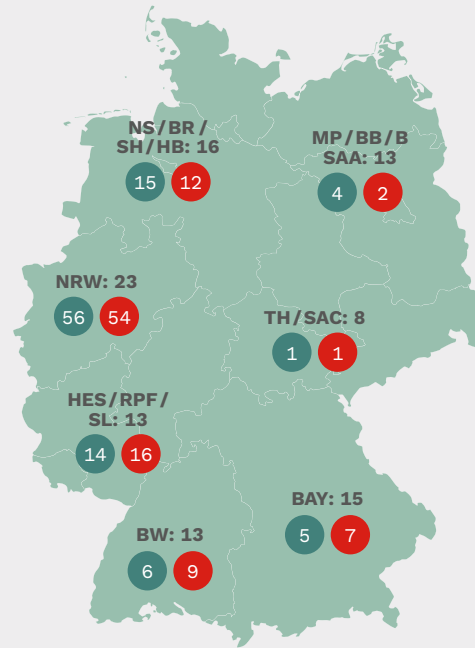 NS/BR/
SH/HB: 16
15 12
MP/BB/B
SAA: 13
4 2
NRW: 23
56 54
TH/SAC: 8
1 1
HES/RPF/
SL: 13
14 16
BAY: 15
5 7
BW: 13
6 9